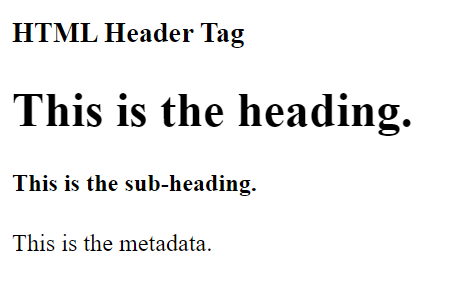 HTML Header Tag
This is the heading.
This is the sub-heading.
This is the metadata.